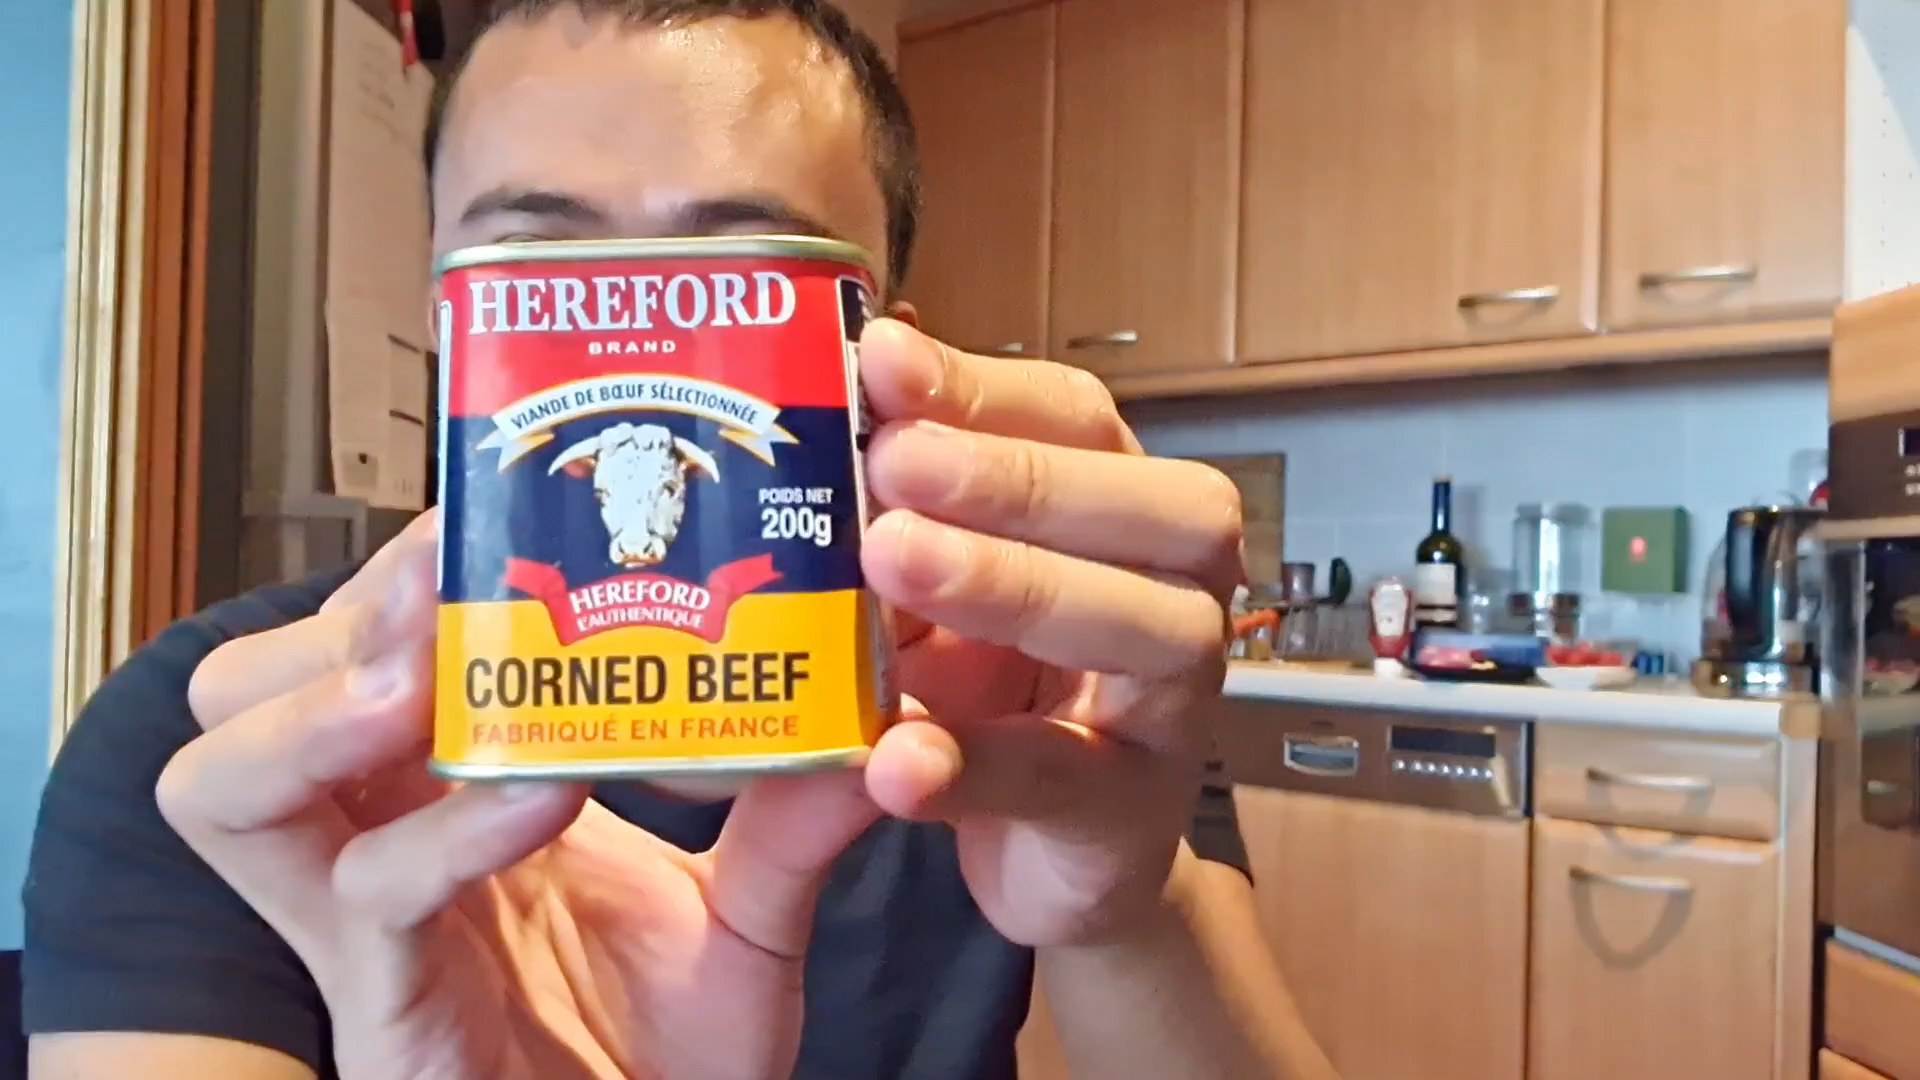 HEREFORD
BRAND
VIANDE DE BŒUF SÉLECTIONNÉE
POIDS NET
200g
HEREFORD
L'AUTHENTIQUE
CORNED BEEF
FABRIQUÉ EN FRANCE